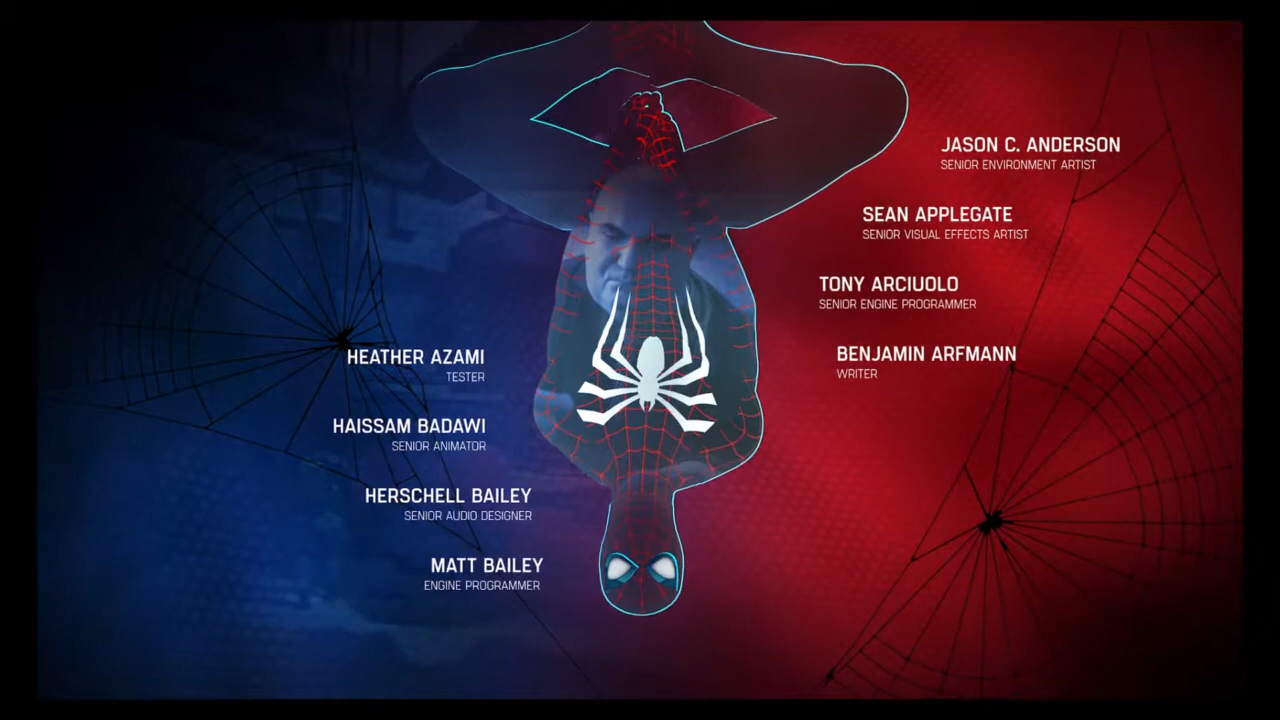 JASON C. ANDERSON
SENIOR ENVIRONMENT ARTIST
SEAN APPLEGATE
SENIOR VISUAL EFFECTS ARTIST
TONY ARCIUOLO
SENIOR ENGINE PROGRAMMER
BENJAMIN ARFMANN
WRITER
HEATHER AZAMI
TESTER
HAISSAM BADAWI
SENIOR ANIMATOR
HERSCHELL BAILEY
SENIOR AUDIO DESIGNER
MATT BAILEY
ENGINE PROGRAMMER